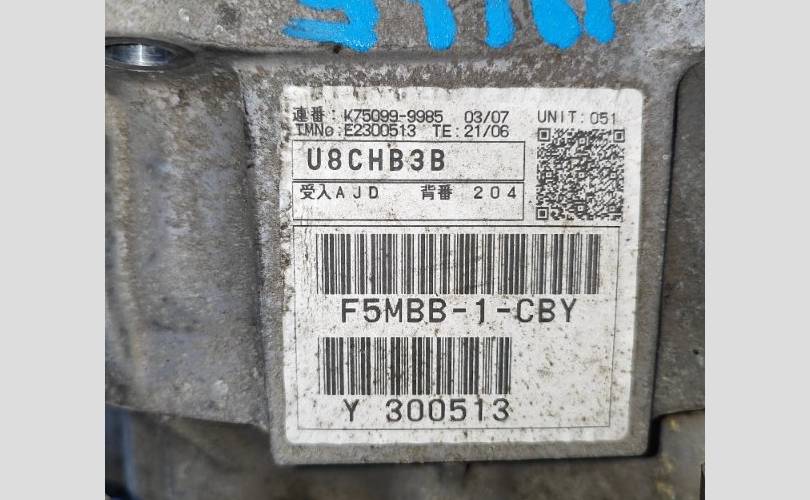 連番: K75099-9985 03/07 UNIT:051
TMNo:E2300513 TE:21/06
U8CHB3B
受入AJD 背番 204
F5MBB-1-CBY
Y 300513